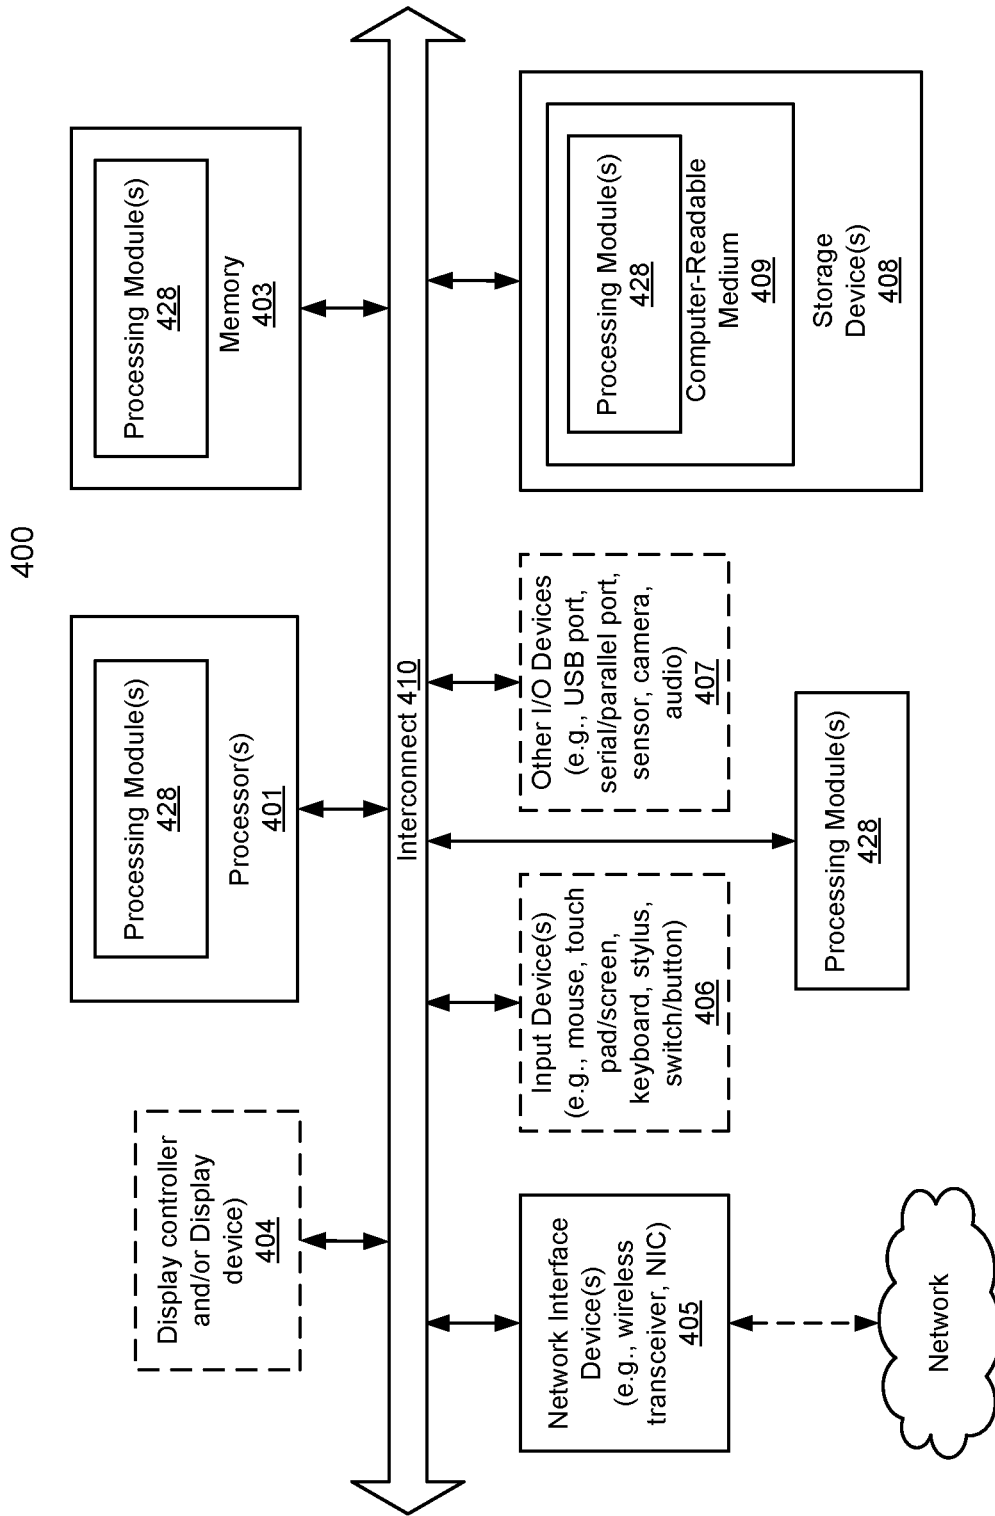 400
Display controller
and/or Display
device)
404
Processing Module(s)
428
Processor(s)
401
Processing Module(s)
428
Memory
403
Interconnect 410
Network Interface
Device(s)
(e.g., wireless
transceiver, NIC)
405
Input Device(s)
(e.g., mouse, touch
pad/screen,
keyboard, stylus,
switch/button)
406
Other I/O Devices
(e.g., USB port,
serial/parallel port,
sensor, camera,
audio)
407
Processing Module(s)
428
Computer-Readable
Medium
409
Storage
Device(s)
408
Processing Module(s)
428
Network